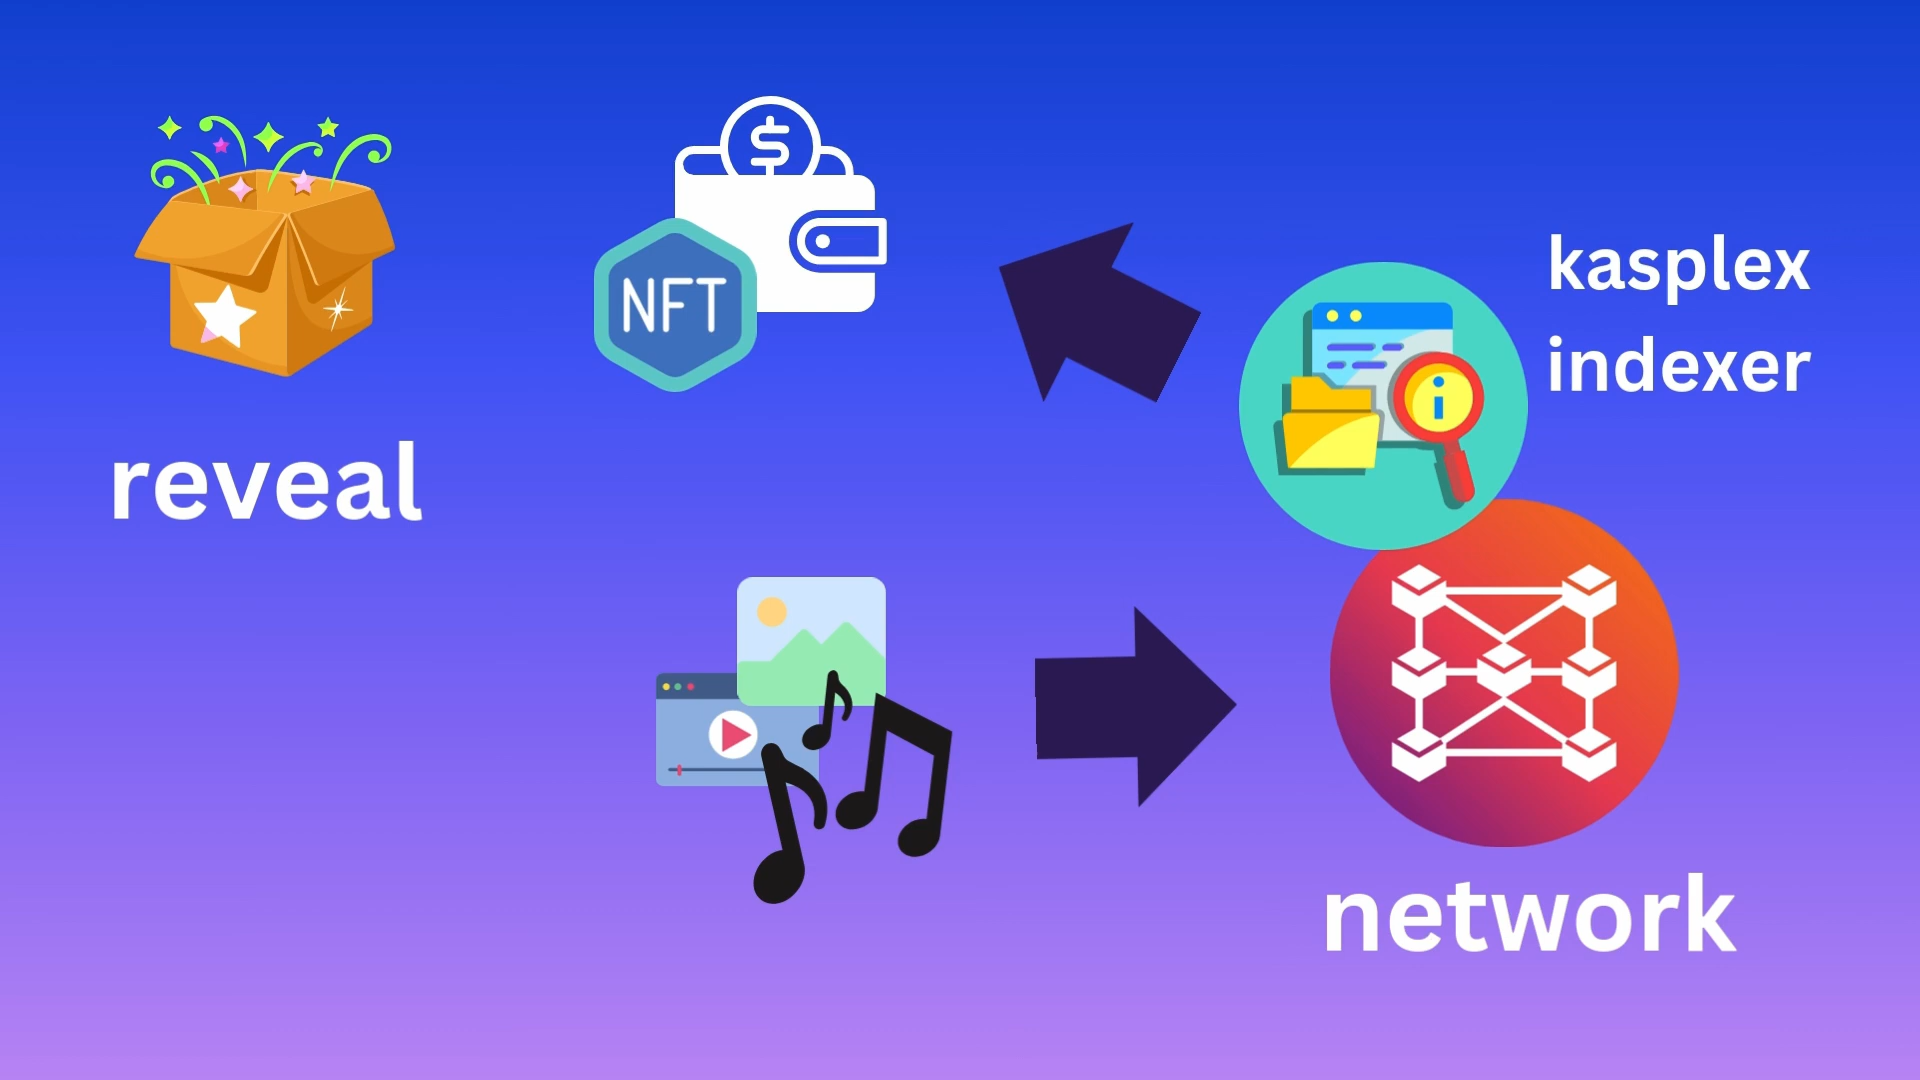 $
NFT
kasplex
indexer
i
reveal
network